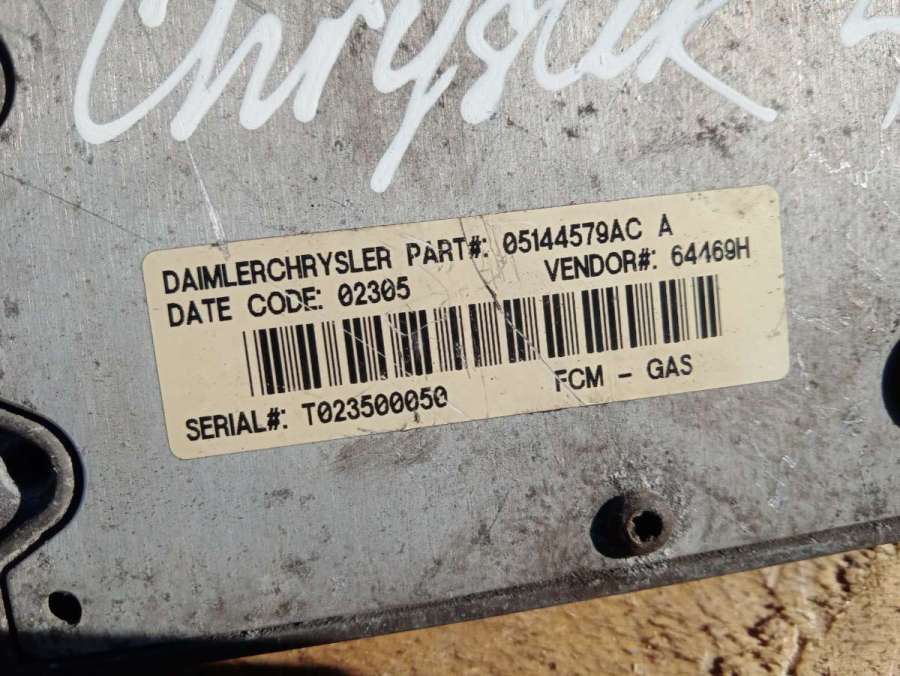 Chrysler
DAIMLERCHRYSLER PART#: 05144579AC A
DATE CODE: 02305 VENDOR#: 64469H
SERIAL#: T023500050 FCM - GAS